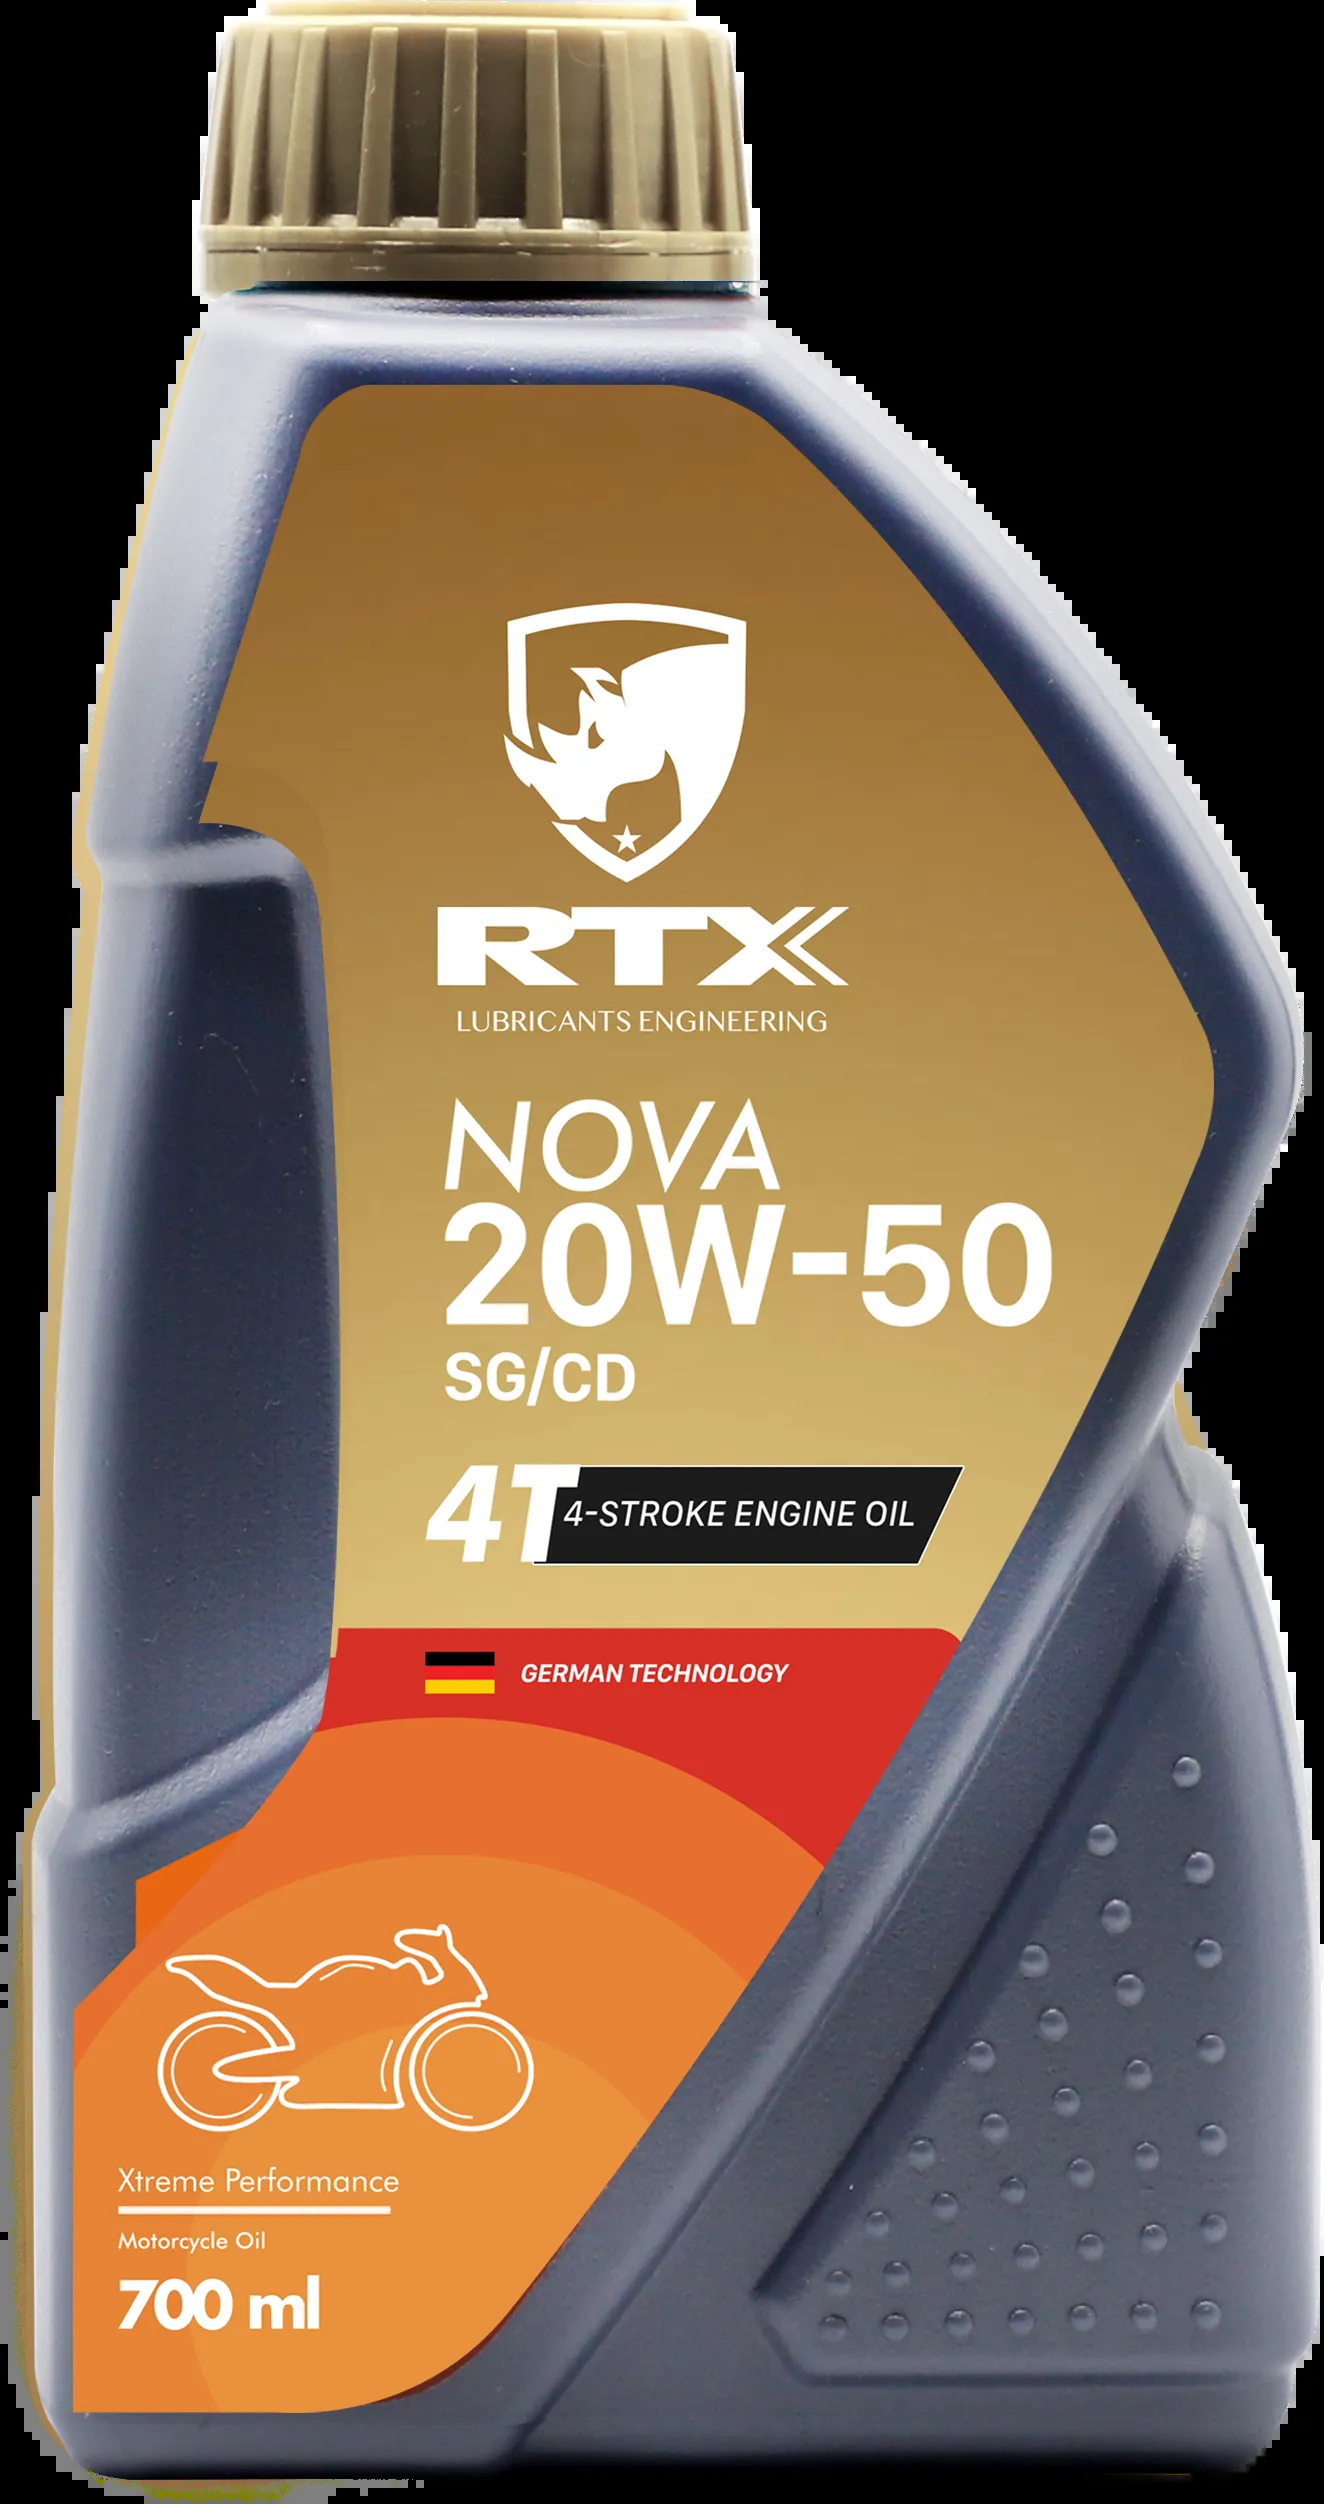 RTX
LUBRICANTS ENGINEERING
NOVA
20W-50
SG/CD
4T 4-STROKE ENGINE OIL
GERMAN TECHNOLOGY
Xtreme Performance
Motorcycle Oil
700 ml